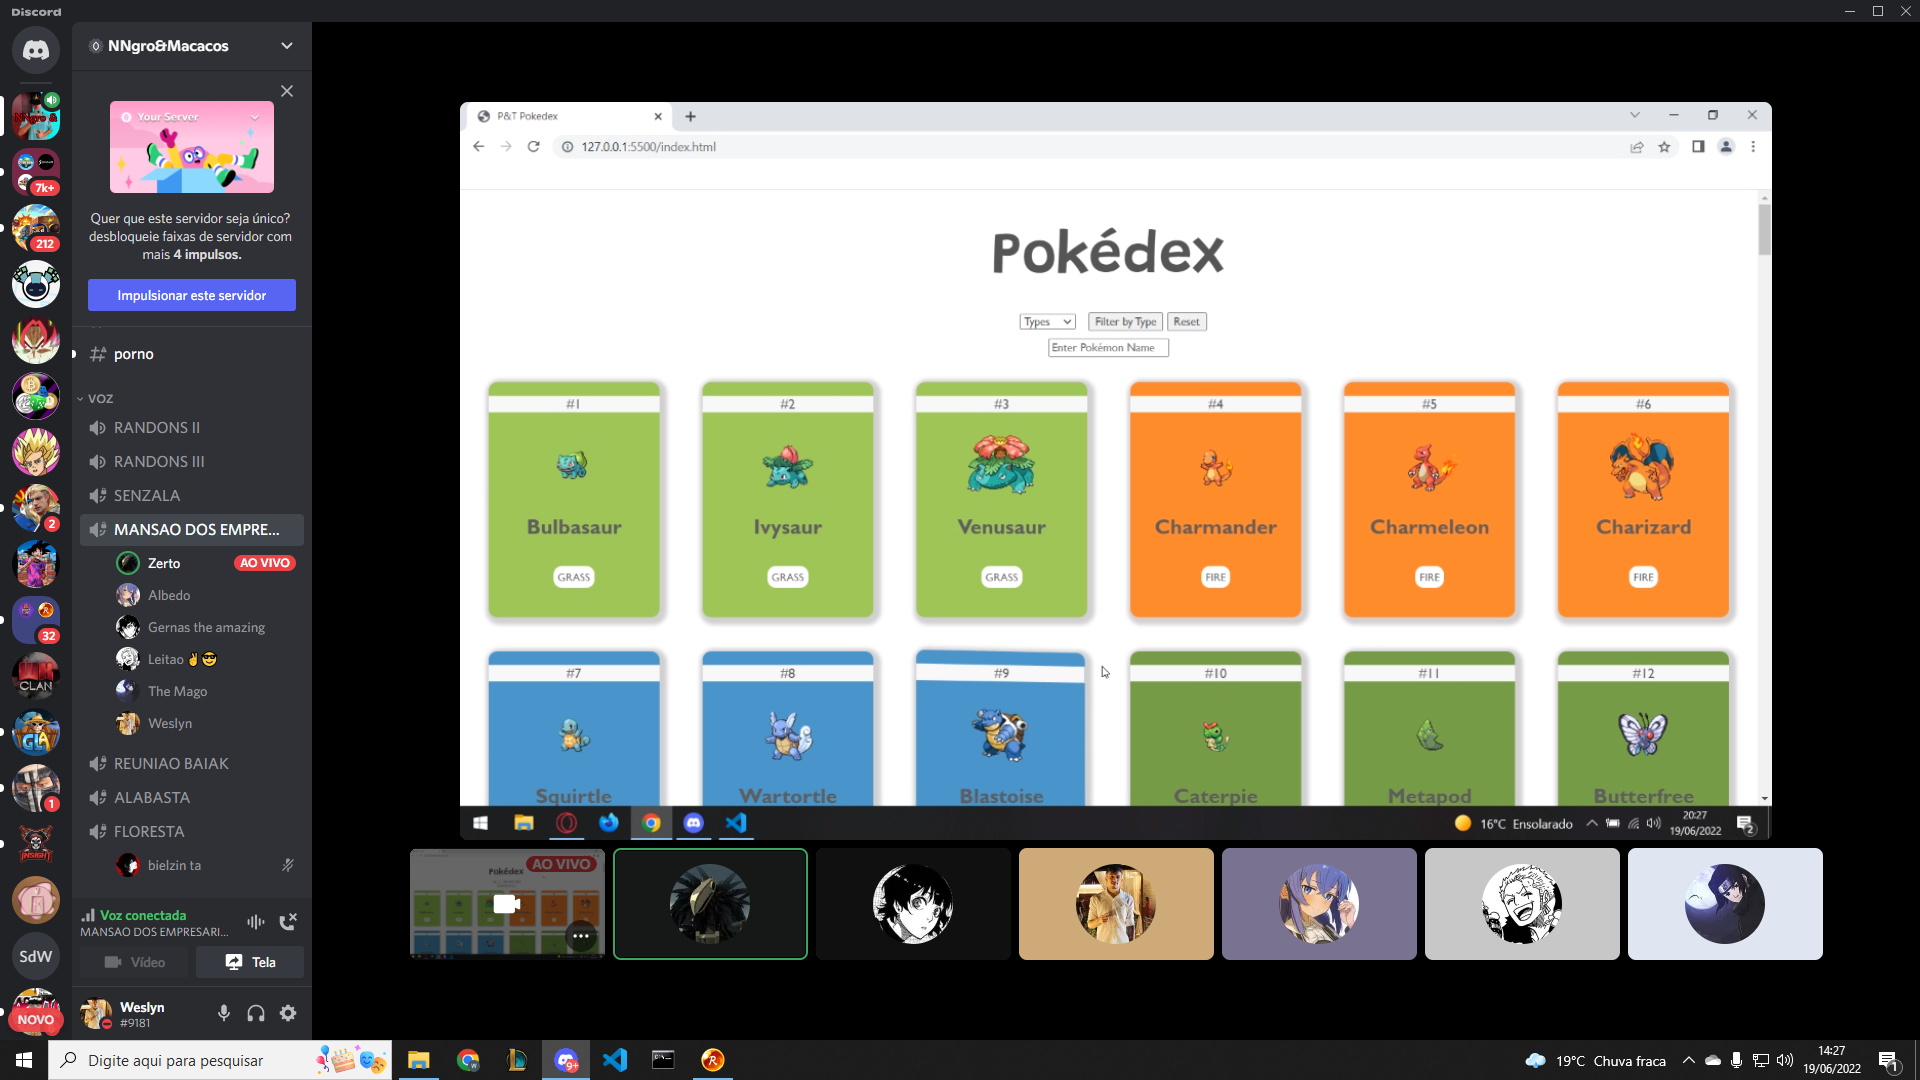 Discord
NNgro&Macacos
Your Server
Quer que este servidor seja único?
desbloqueie faixas de servidor com
mais 4 impulsos.
Impulsionar este servidor
porno
VOZ
RANDONS II
RANDONS III
SENZALA
MANSAO DOS EMPRE...
Zerto
AO VIVO
Albedo
Gernas the amazing
Leitao ✌😎
The Mago
Weslyn
REUNIAO BAIAK
ALABASTA
FLORESTA
bielzin ta
Voz conectada
MANSAO DOS EMPRESARI...
Vídeo
Tela
Weslyn
#9181
7k+
212
2
32
CLAN
GLA
1
INSIGHT
SdW
NOVO
P&T Pokedex
127.0.0.1:5500/index.html
Pokédex
Types
Filter by Type
Reset
Enter Pokémon Name
#1
#2
#3
#4
#5
#6
Bulbasaur
Ivysaur
Venusaur
Charmander
Charmeleon
Charizard
GRASS
GRASS
GRASS
FIRE
FIRE
FIRE
#7
#8
#9
#10
#11
#12
Squirtle
Wartortle
Blastoise
Caterpie
Metapod
Butterfree
16°C Ensolarado
20:27
19/06/2022
2
AO VIVO
Pokédex
Digite aqui para pesquisar
9+
19°C Chuva fraca
14:27
19/06/2022
1